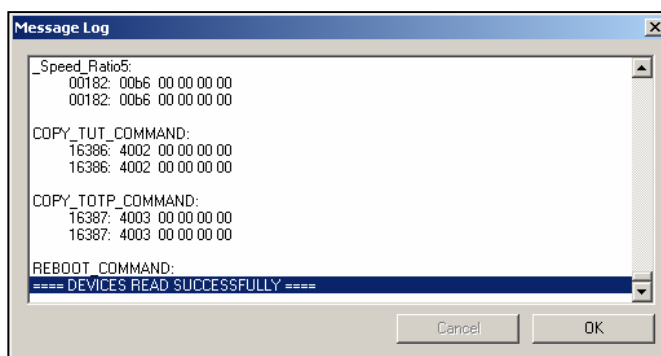 Message Log
_Speed_Ratio5:
00182: 00b6 00 00 00 00
00182: 00b6 00 00 00 00
COPY_TUT_COMMAND:
16386: 4002 00 00 00 00
16386: 4002 00 00 00 00
COPY_TOTP_COMMAND:
16387: 4003 00 00 00 00
16387: 4003 00 00 00 00
REBOOT_COMMAND:
==== DEVICES READ SUCCESSFULLY ====
Cancel
OK